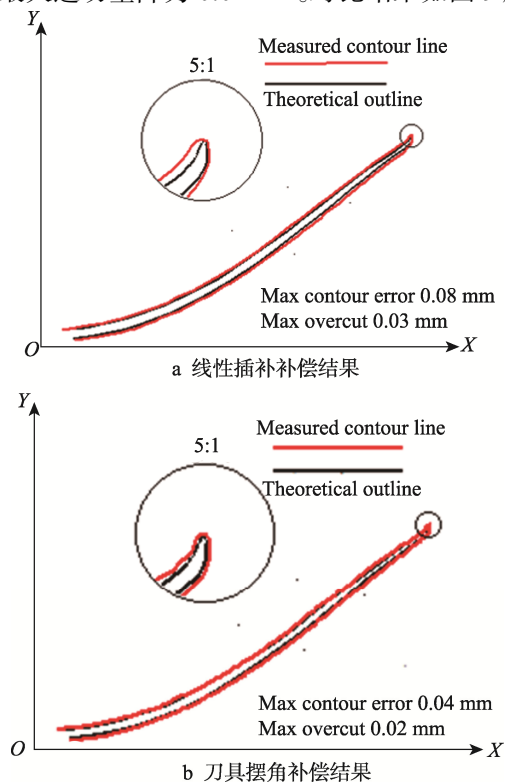 Y
Measured contour line
5:1
Theoretical outline
Max contour error 0.08 mm
Max overcut 0.03 mm
O
X
a 线性插补补偿结果
Y
Measured contour line
5:1
Theoretical outline
Max contour error 0.04 mm
Max overcut 0.02 mm
O
X
b 刀具摆角补偿结果